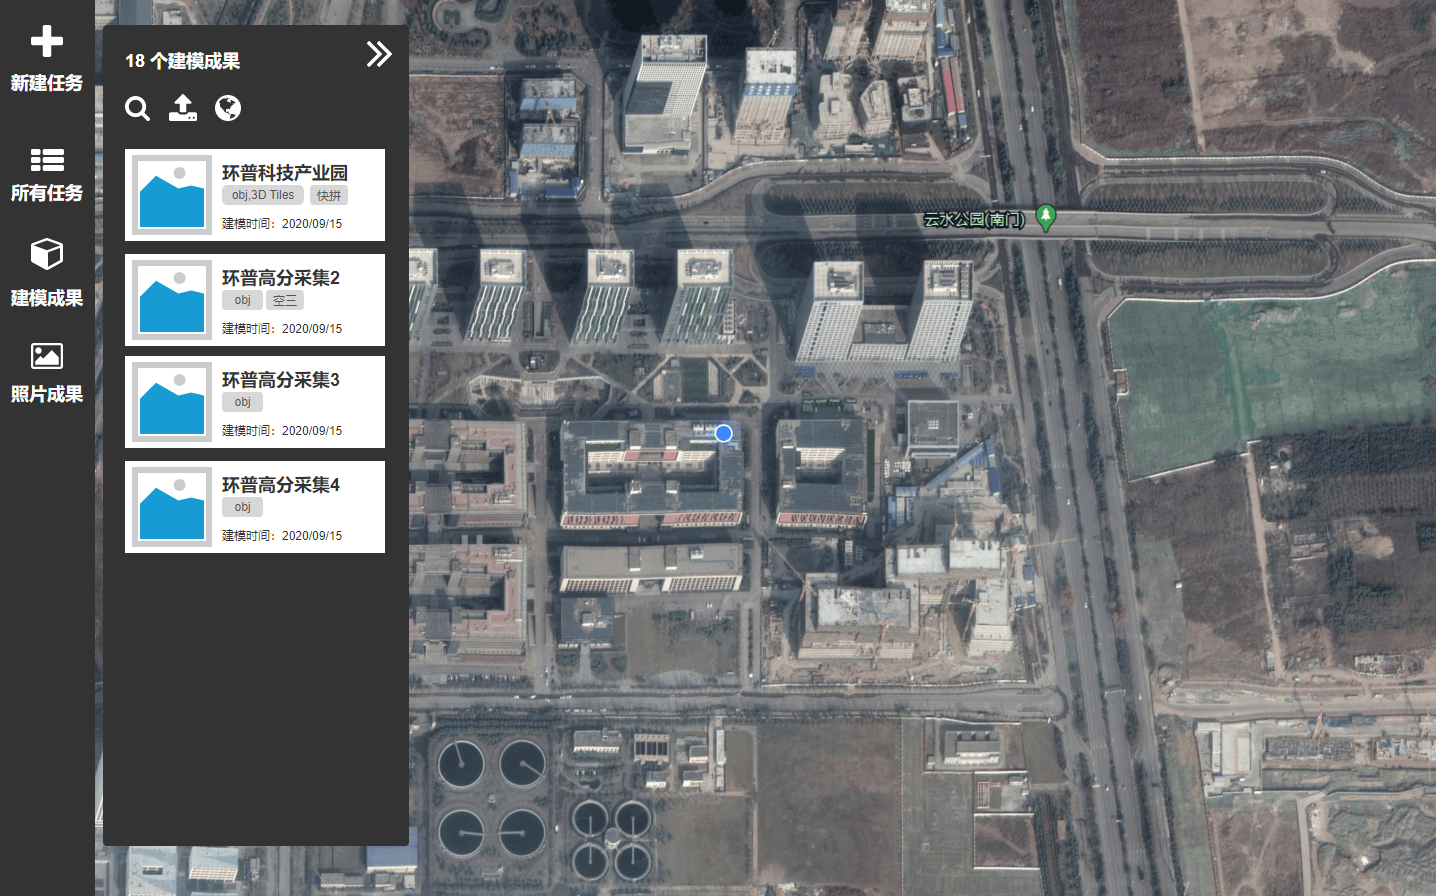 新建任务
所有任务
建模成果
照片成果
18 个建模成果
环普科技产业园
obj,3D Tiles 快拼
建模时间：2020/09/15
环普高分采集2
obj 空三
建模时间：2020/09/15
环普高分采集3
obj
建模时间：2020/09/15
环普高分采集4
obj
建模时间：2020/09/15
云水公园(南门)